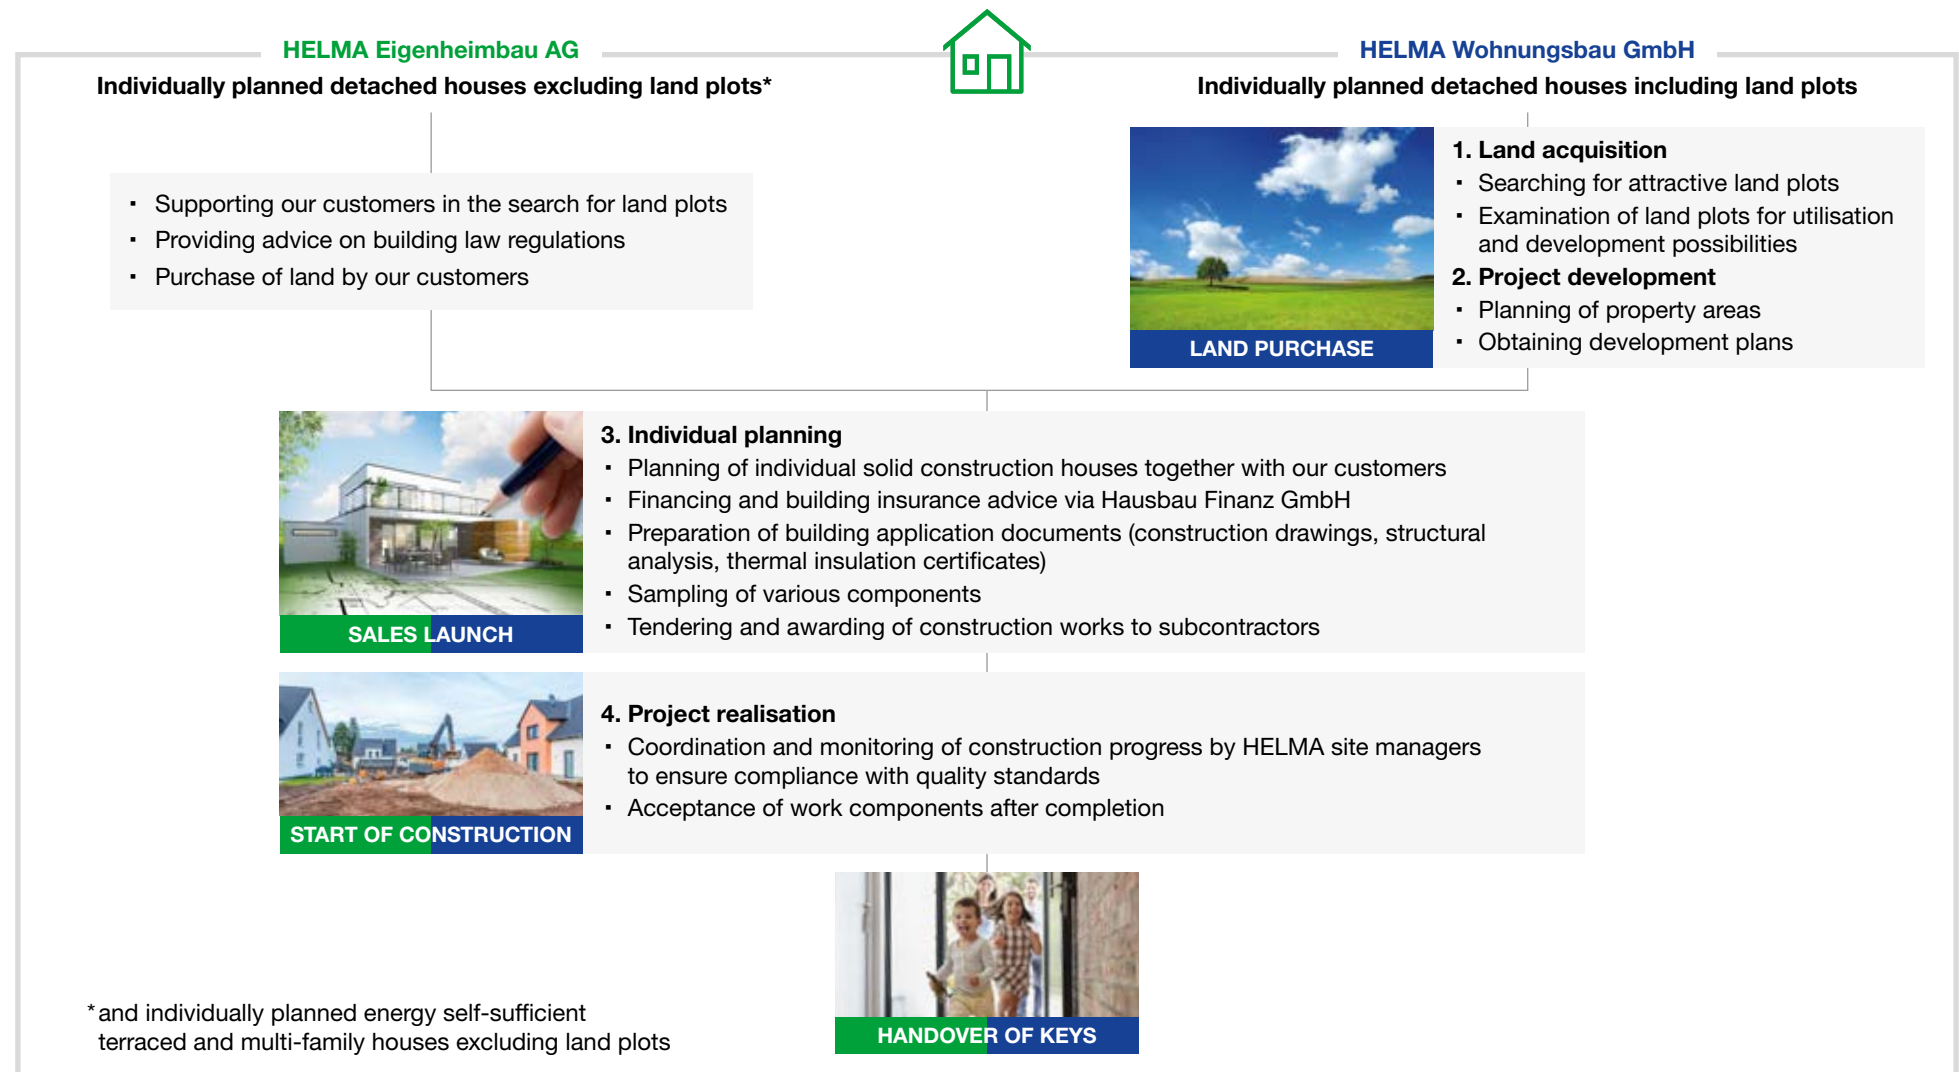 HELMA Eigenheimbau AG
Individually planned detached houses excluding land plots*
▪ Supporting our customers in the search for land plots
▪ Providing advice on building law regulations
▪ Purchase of land by our customers
HELMA Wohnungsbau GmbH
Individually planned detached houses including land plots
LAND PURCHASE
1. Land acquisition
▪ Searching for attractive land plots
▪ Examination of land plots for utilisation
and development possibilities
2. Project development
▪ Planning of property areas
▪ Obtaining development plans
SALES LAUNCH
3. Individual planning
▪ Planning of individual solid construction houses together with our customers
▪ Financing and building insurance advice via Hausbau Finanz GmbH
▪ Preparation of building application documents (construction drawings, structural
analysis, thermal insulation certificates)
▪ Sampling of various components
▪ Tendering and awarding of construction works to subcontractors
START OF CONSTRUCTION
4. Project realisation
▪ Coordination and monitoring of construction progress by HELMA site managers
to ensure compliance with quality standards
▪ Acceptance of work components after completion
HANDOVER OF KEYS
*and individually planned energy self-sufficient
terraced and multi-family houses excluding land plots